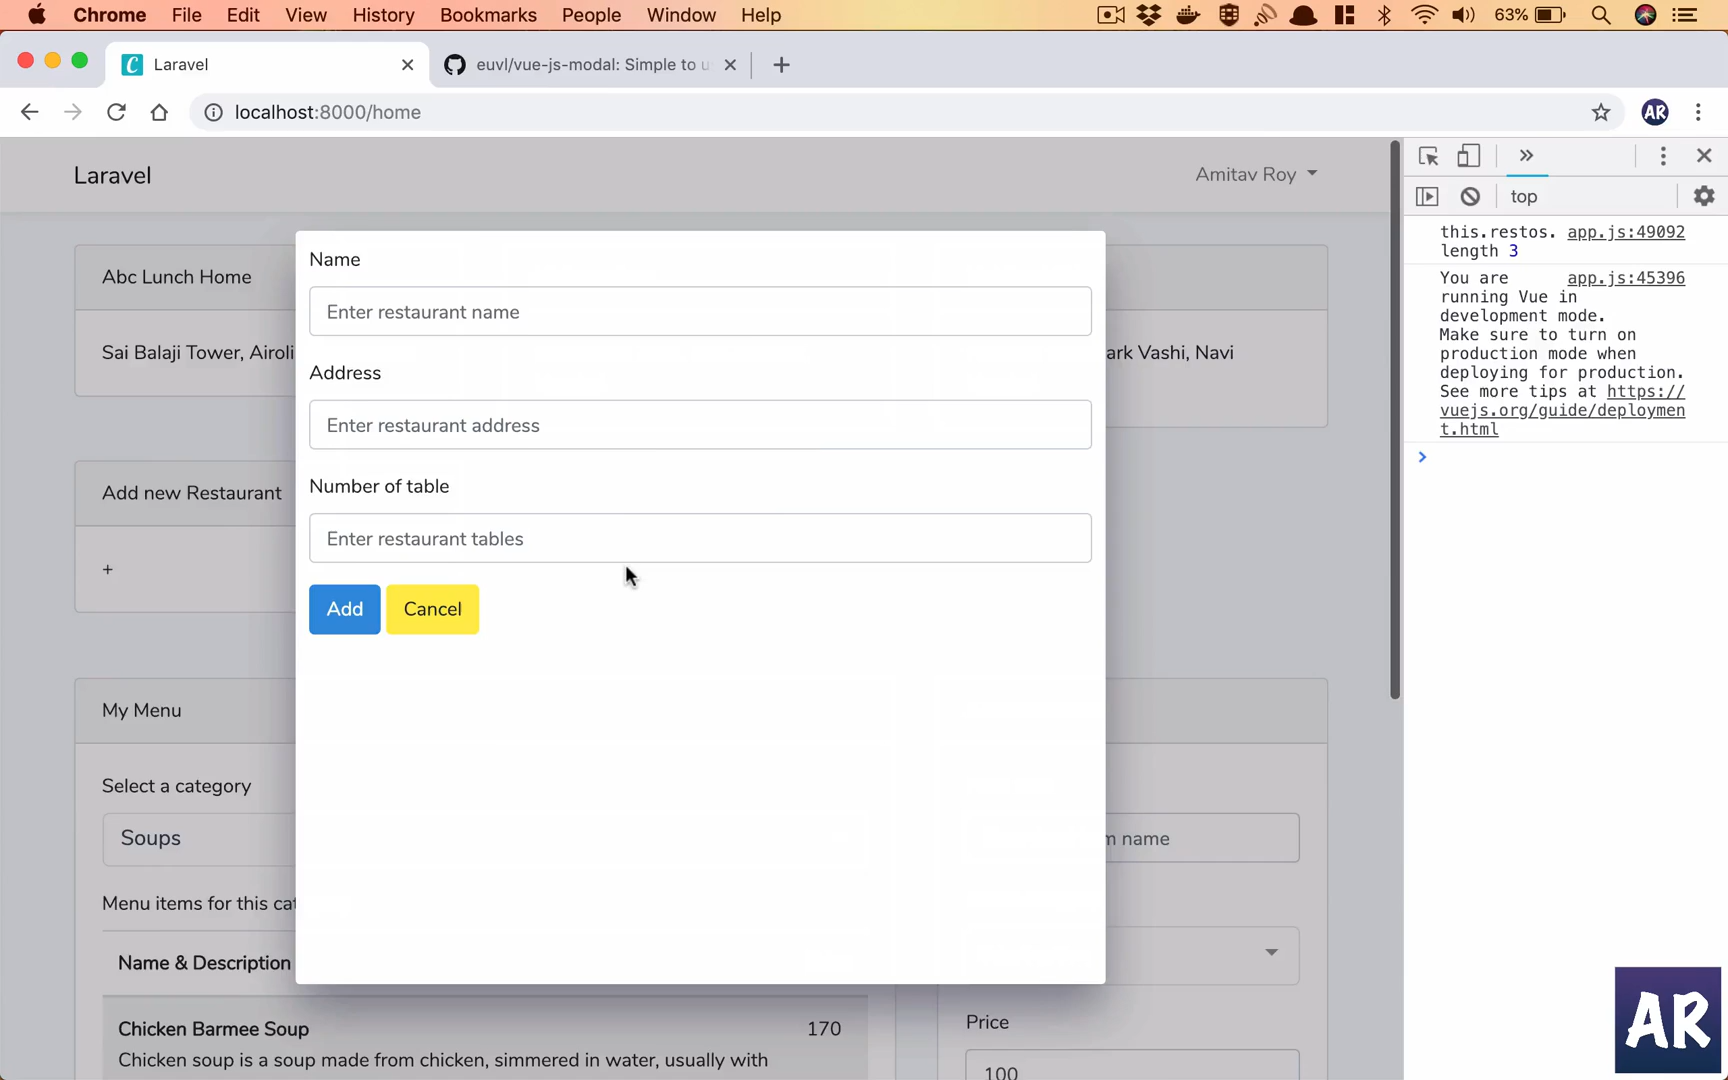 Chrome File Edit View History Bookmarks People Window Help 63%
Laravel euvl/vue-js-modal: Simple to u
localhost:8000/home AR
Laravel
Amitav Roy
top
this.restos. app.js:49092
length 3
You are app.js:45396
running Vue in
development mode.
Make sure to turn on
production mode when
deploying for production.
See more tips at https://
vuejs.org/guide/deploymen
t.html
Abc Lunch Home
Sai Balaji Tower, Airoli
ark Vashi, Navi
Name
Enter restaurant name
Address
Enter restaurant address
Number of table
Enter restaurant tables
Add Cancel
Add new Restaurant
+
My Menu
Select a category
Soups
m name
Menu items for this cat
Name & Description
Chicken Barmee Soup 170
Chicken soup is a soup made from chicken, simmered in water, usually with
Price
100
AR